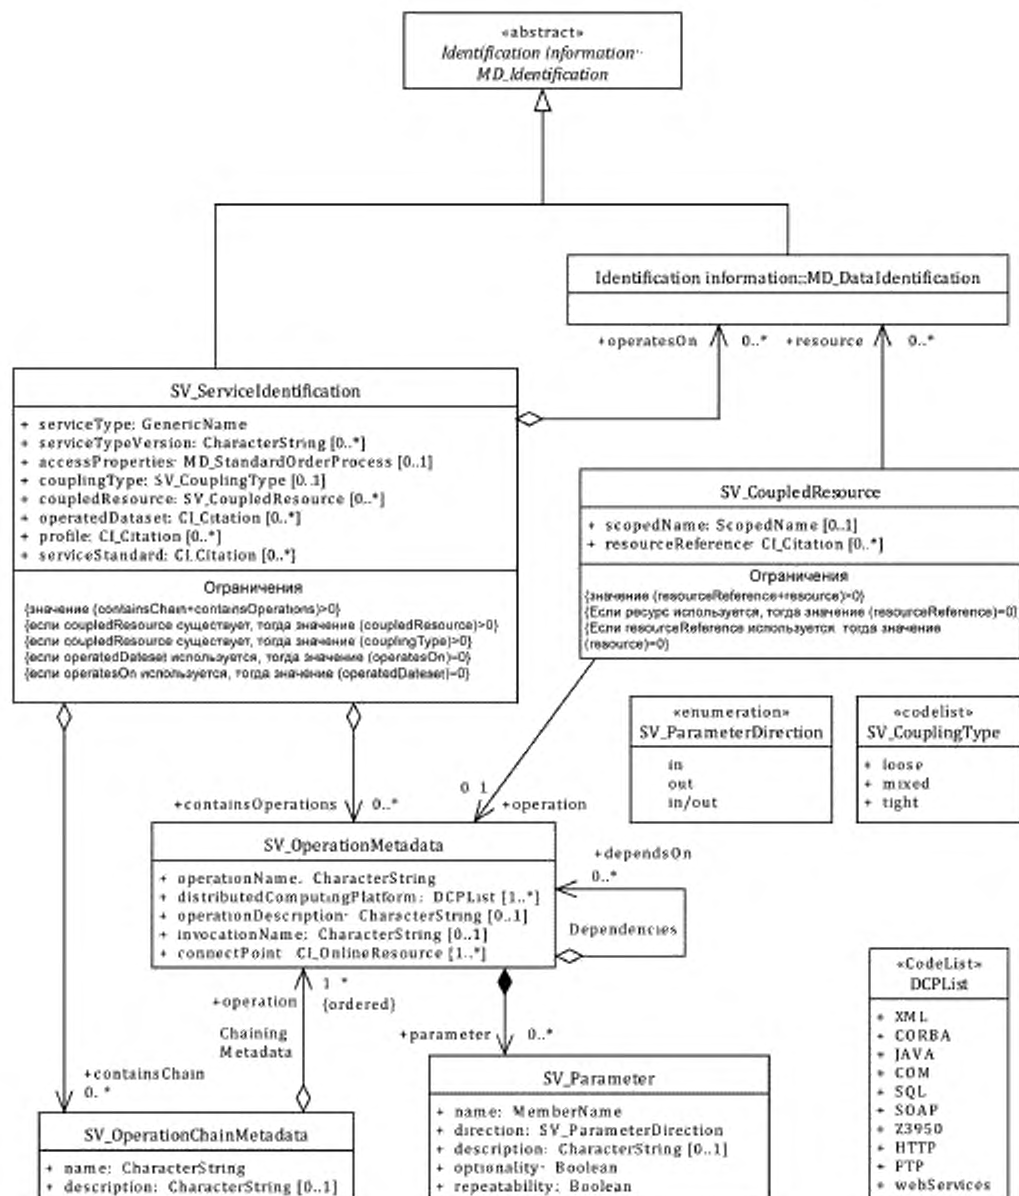 «abstract»
Identification information::
MD_Identification
Identification information::MD_DataIdentification
+operatesOn 0..* +resource 0..*
SV_ServiceIdentification
+ serviceType: GenericName
+ serviceTypeVersion: CharacterString [0..*]
+ accessProperties: MD_StandardOrderProcess [0..1]
+ couplingType: SV_CouplingType [0..1]
+ coupledResource: SV_CoupledResource [0..*]
+ operatedDataset: CI_Citation [0..*]
+ profile: CI_Citation [0..*]
+ serviceStandard: CI_Citation [0..*]
Ограничения
{значение (containsChain+containsOperations)>0}
{если coupledResource существует, тогда значение (coupledResource)>0}
{если coupledResource существует, тогда значение (couplingType)>0}
{если operatedDateset используется, тогда значение (operatesOn)=0}
{если operatesOn используется, тогда значение (operatedDateset)=0}
SV_CoupledResource
+ scopedName: ScopedName [0..1]
+ resourceReference CI_Citation [0..*]
Ограничения
{значение (resourceReference+resource)>0}
{Если ресурс используется, тогда значение (resourceReference)=0}
{Если resourceReference используется тогда значение
(resource)=0}
«enumeration»
SV_ParameterDirection
in
out
in/out
«codelist»
SV_CouplingType
+ loose
+ mixed
+ tight
+containsOperations 0..*
0 1
+operation
SV_OperationMetadata
+ operationName. CharacterString
+ distributedComputingPlatform: DCPList [1..*]
+ operationDescription: CharacterString [0..1]
+ invocationName: CharacterString [0..1]
+ connectPoint CI_OnlineResource [1..*]
+dependsOn
0..*
Dependencies
+operation 1 *
{ordered}
Chaining
Metadata
+parameter 0..*
+containsChain
0..*
SV_OperationChainMetadata
+ name: CharacterString
+ description: CharacterString [0..1]
SV_Parameter
+ name: MemberName
+ direction: SV_ParameterDirection
+ description: CharacterString [0..1]
+ optionality: Boolean
+ repeatability: Boolean
«CodeList»
DCPList
+ XML
+ CORBA
+ JAVA
+ COM
+ SQL
+ SOAP
+ Z3950
+ HTTP
+ FTP
+ webServices